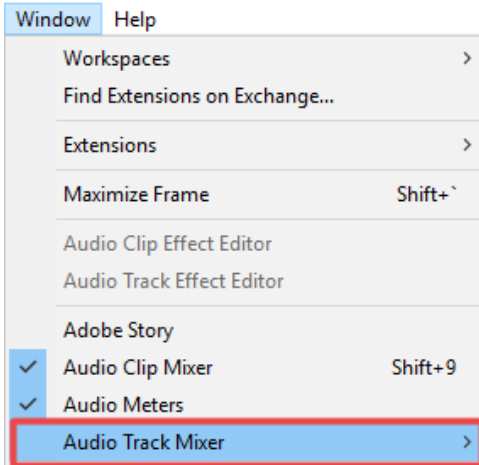 Window Help
Workspaces >
Find Extensions on Exchange...
Extensions >
Maximize Frame Shift+`
Audio Clip Effect Editor
Audio Track Effect Editor
Adobe Story
Audio Clip Mixer Shift+9
Audio Meters
Audio Track Mixer >